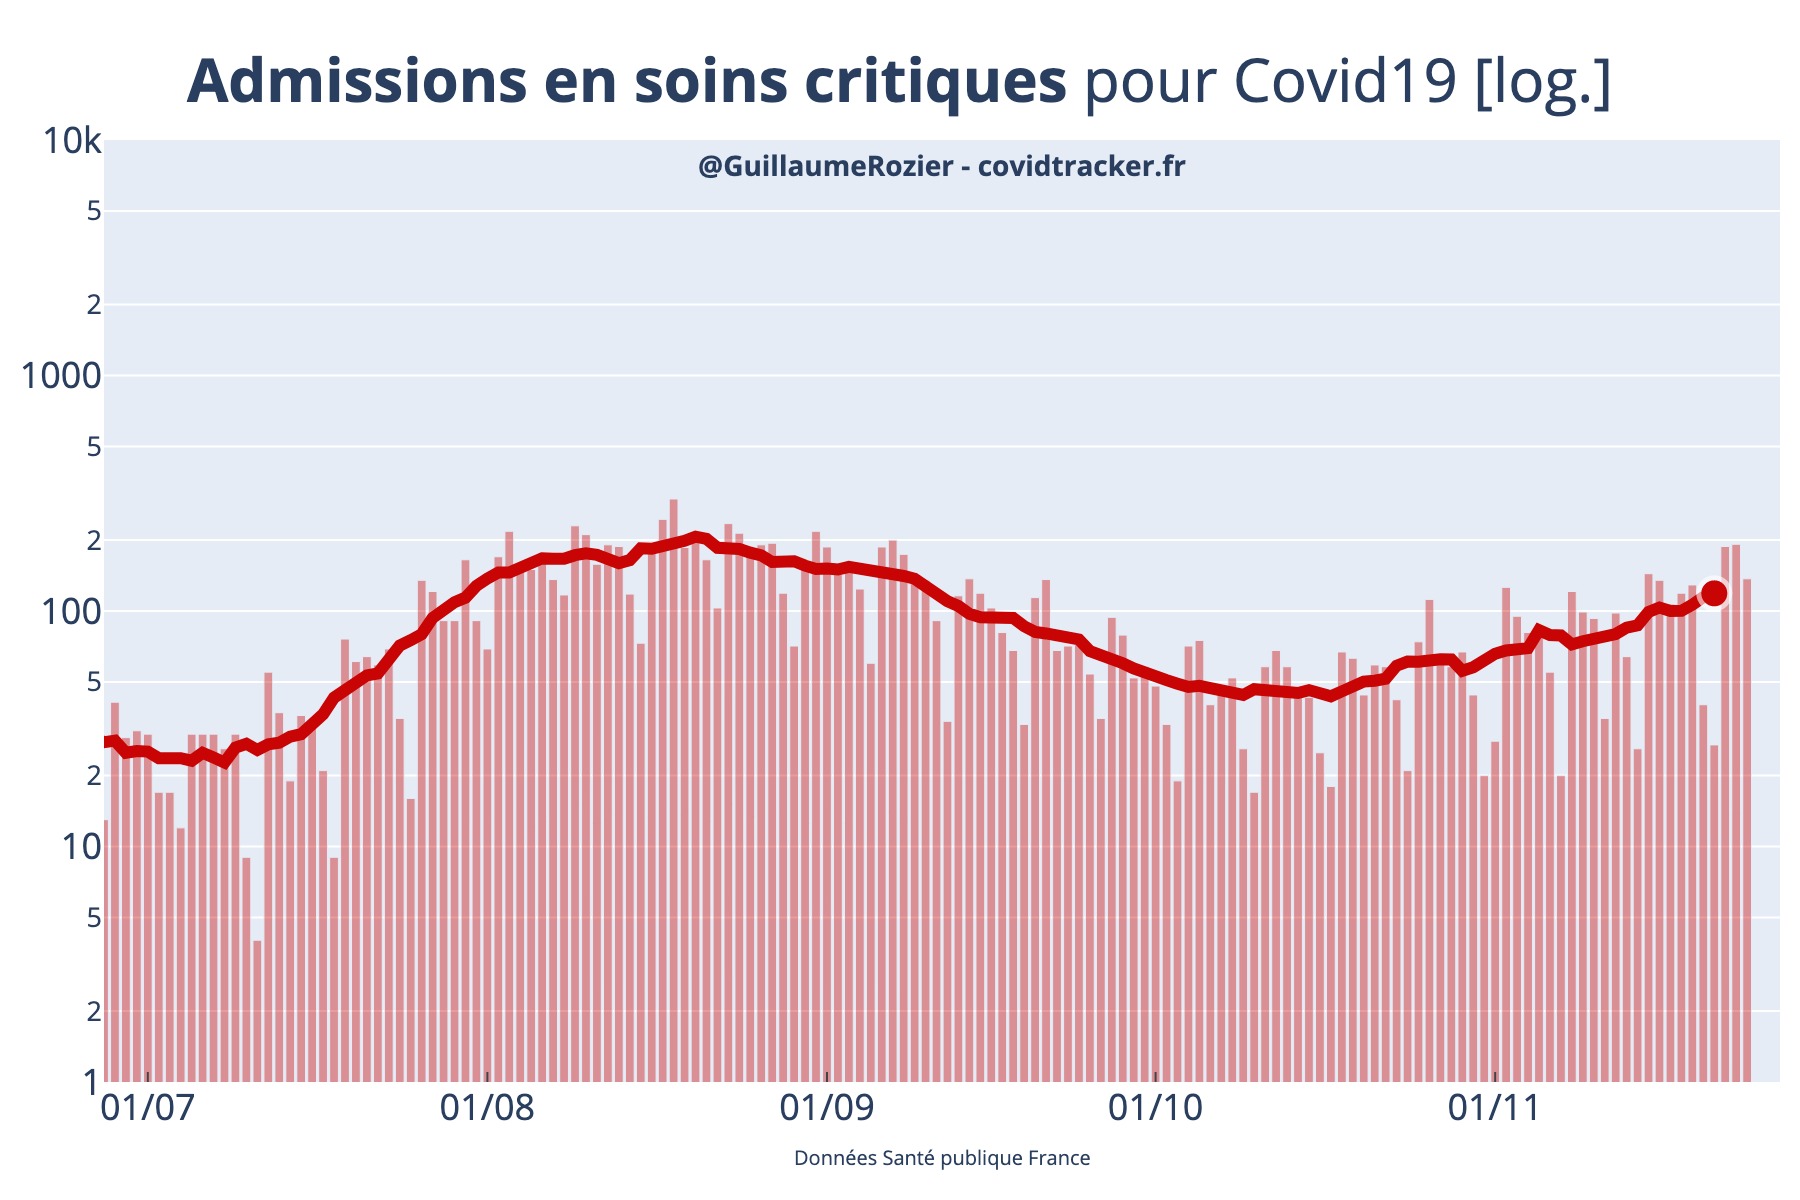 Admissions en soins critiques pour Covid19 [log.]
@GuillaumeRozier - covidtracker.fr
10k
5
2
1000
5
2
100
5
2
10
5
2
1
01/07 01/08 01/09 01/10 01/11
Données Santé publique France